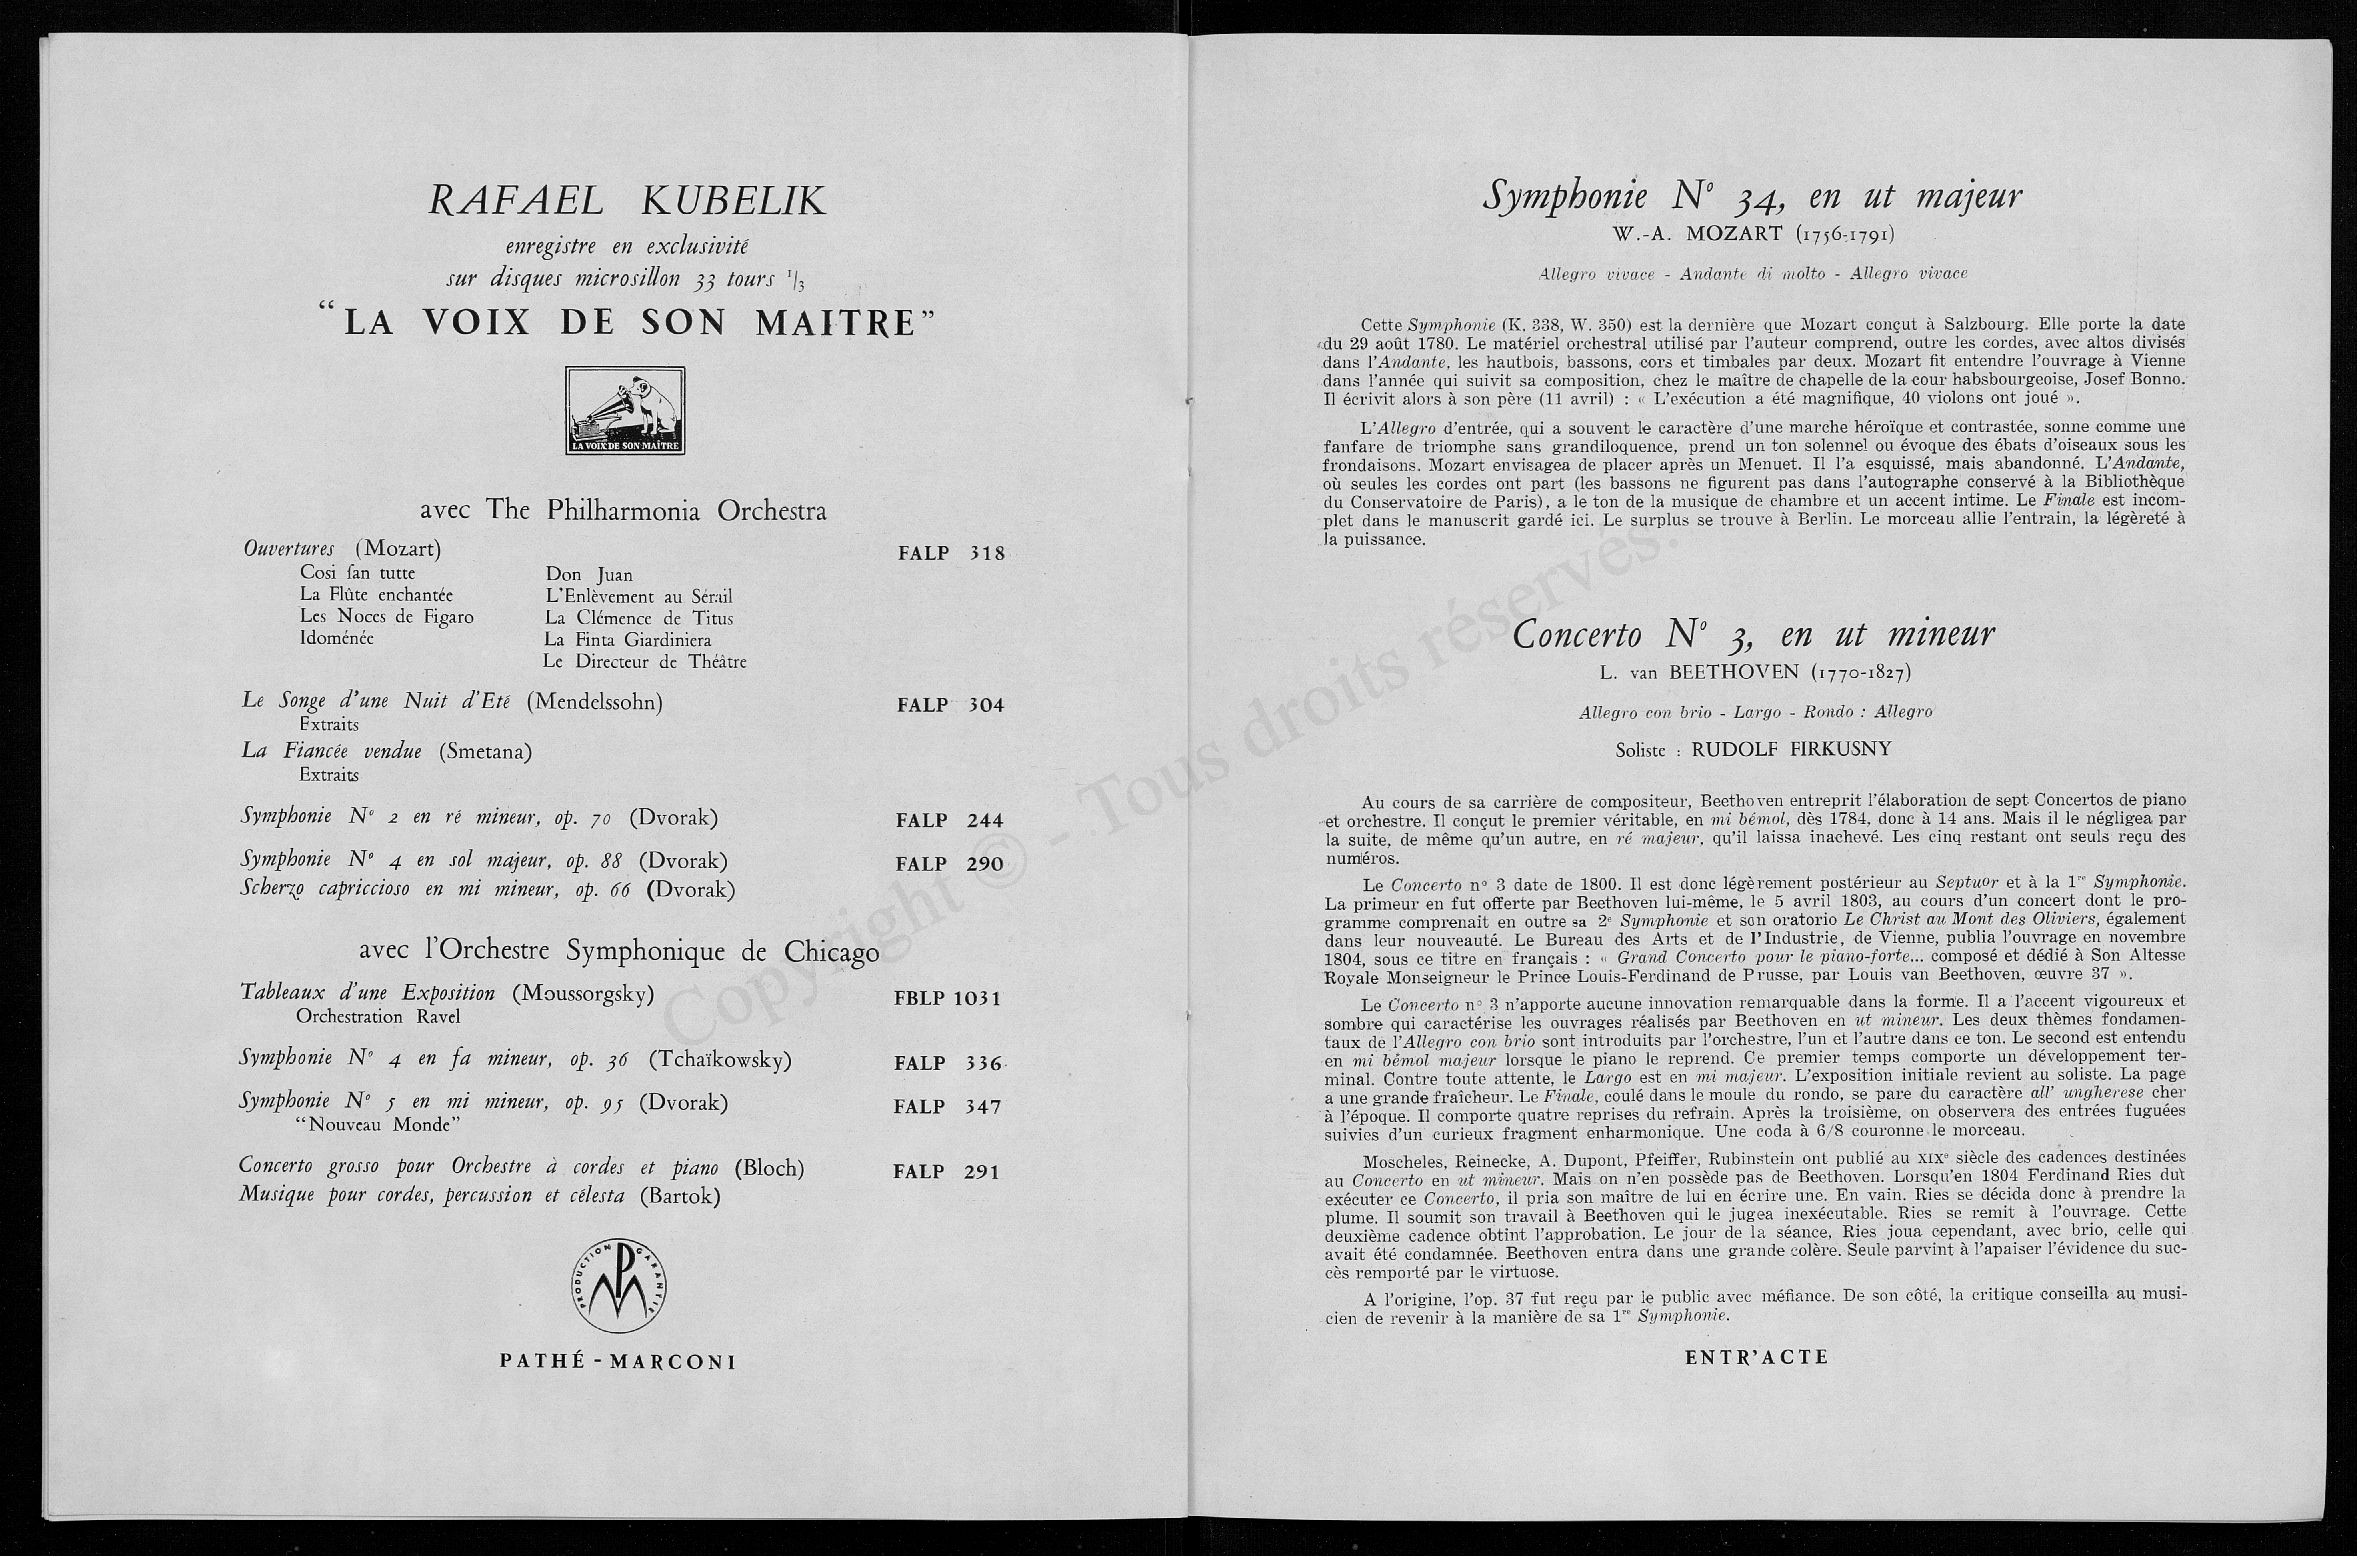 RAFAEL KUBELIK
enregistre en exclusivité
sur disques microsillon 33 tours 1/3
“LA VOIX DE SON MAITRE”
LA VOIX DE SON MAÎTRE
avec The Philharmonia Orchestra
Ouvertures (Mozart) FALP 318
Cosi fan tutte Don Juan
La Flûte enchantée L'Enlèvement au Sérail
Les Noces de Figaro La Clémence de Titus
Idoménée La Finta Giardiniera
Le Directeur de Théâtre
Le Songe d'une Nuit d'Eté (Mendelssohn) FALP 304
Extraits
La Fiancée vendue (Smetana)
Extraits
Symphonie N° 2 en ré mineur, op. 70 (Dvorak) FALP 244
Symphonie N° 4 en sol majeur, op. 88 (Dvorak) FALP 290
Scherzo capriccioso en mi mineur, op. 66 (Dvorak)
avec l'Orchestre Symphonique de Chicago
Tableaux d'une Exposition (Moussorgsky) FBLP 1031
Orchestration Ravel
Symphonie N° 4 en fa mineur, op. 36 (Tchaïkowsky) FALP 336
Symphonie N° 5 en mi mineur, op. 95 (Dvorak) FALP 347
“Nouveau Monde”
Concerto grosso pour Orchestre à cordes et piano (Bloch) FALP 291
Musique pour cordes, percussion et célesta (Bartok)
PRODUCTION GARANTIE
PM
PATHÉ - MARCONI
Symphonie N° 34, en ut majeur
W.-A. MOZART (1756-1791)
Allegro vivace - Andante di molto - Allegro vivace
Cette Symphonie (K. 338, W. 350) est la dernière que Mozart conçut à Salzbourg. Elle porte la date
du 29 août 1780. Le matériel orchestral utilisé par l'auteur comprend, outre les cordes, avec altos divisés
dans l'Andante, les hautbois, bassons, cors et timbales par deux. Mozart fit entendre l'ouvrage à Vienne
dans l'année qui suivit sa composition, chez le maître de chapelle de la cour habsbourgeoise, Josef Bonno.
Il écrivit alors à son père (11 avril) : « L'exécution a été magnifique, 40 violons ont joué ».
L'Allegro d'entrée, qui a souvent le caractère d'une marche héroïque et contrastée, sonne comme une
fanfare de triomphe sans grandiloquence, prend un ton solennel ou évoque des ébats d'oiseaux sous les
frondaisons. Mozart envisagea de placer après un Menuet. Il l'a esquissé, mais abandonné. L'Andante,
où seules les cordes ont part (les bassons ne figurent pas dans l'autographe conservé à la Bibliothèque
du Conservatoire de Paris), a le ton de la musique de chambre et un accent intime. Le Finale est incom-
plet dans le manuscrit gardé ici. Le surplus se trouve à Berlin. Le morceau allie l'entrain, la légèreté à
la puissance.
Concerto N° 3, en ut mineur
L. van BEETHOVEN (1770-1827)
Allegro con brio - Largo - Rondo : Allegro
Soliste : RUDOLF FIRKUSNY
Au cours de sa carrière de compositeur, Beethoven entreprit l'élaboration de sept Concertos de piano
et orchestre. Il conçut le premier véritable, en mi bémol, dès 1784, donc à 14 ans. Mais il le négligea par
la suite, de même qu'un autre, en ré majeur, qu'il laissa inachevé. Les cinq restant ont seuls reçu des
numéros.
Le Concerto n° 3 date de 1800. Il est donc légèrement postérieur au Septuor et à la 1re Symphonie.
La primeur en fut offerte par Beethoven lui-même, le 5 avril 1803, au cours d'un concert dont le pro-
gramme comprenait en outre sa 2e Symphonie et son oratorio Le Christ au Mont des Oliviers, également
dans leur nouveauté. Le Bureau des Arts et de l'Industrie, de Vienne, publia l'ouvrage en novembre
1804, sous ce titre en français : « Grand Concerto pour le piano-forte... composé et dédié à Son Altesse
Royale Monseigneur le Prince Louis-Ferdinand de Prusse, par Louis van Beethoven, œuvre 37 ».
Le Concerto n° 3 n'apporte aucune innovation remarquable dans la forme. Il a l'accent vigoureux et
sombre qui caractérise les ouvrages réalisés par Beethoven en ut mineur. Les deux thèmes fondamen-
taux de l'Allegro con brio sont introduits par l'orchestre, l'un et l'autre dans ce ton. Le second est entendu
en mi bémol majeur lorsque le piano le reprend. Ce premier temps comporte un développement ter-
minal. Contre toute attente, le Largo est en mi majeur. L'exposition initiale revient au soliste. La page
a une grande fraîcheur. Le Finale, coulé dans le moule du rondo, se pare du caractère all' ungherese cher
à l'époque. Il comporte quatre reprises du refrain. Après la troisième, on observera des entrées fuguées
suivies d'un curieux fragment enharmonique. Une coda à 6/8 couronne le morceau.
Moscheles, Reinecke, A. Dupont, Pfeiffer, Rubinstein ont publié au XIXe siècle des cadences destinées
au Concerto en ut mineur. Mais on n'en possède pas de Beethoven. Lorsqu'en 1804 Ferdinand Ries dut
exécuter ce Concerto, il pria son maître de lui en écrire une. En vain. Ries se décida donc à prendre la
plume. Il soumit son travail à Beethoven qui le jugea inexécutable. Ries se remit à l'ouvrage. Cette
deuxième cadence obtint l'approbation. Le jour de la séance, Ries joua cependant, avec brio, celle qui
avait été condamnée. Beethoven entra dans une grande colère. Seule parvint à l'apaiser l'évidence du suc-
cès remporté par le virtuose.
A l'origine, l'op. 37 fut reçu par le public avec méfiance. De son côté, la critique conseilla au musi-
cien de revenir à la manière de sa 1re Symphonie.
ENTR'ACTE
Copyright © - Tous droits réservés.